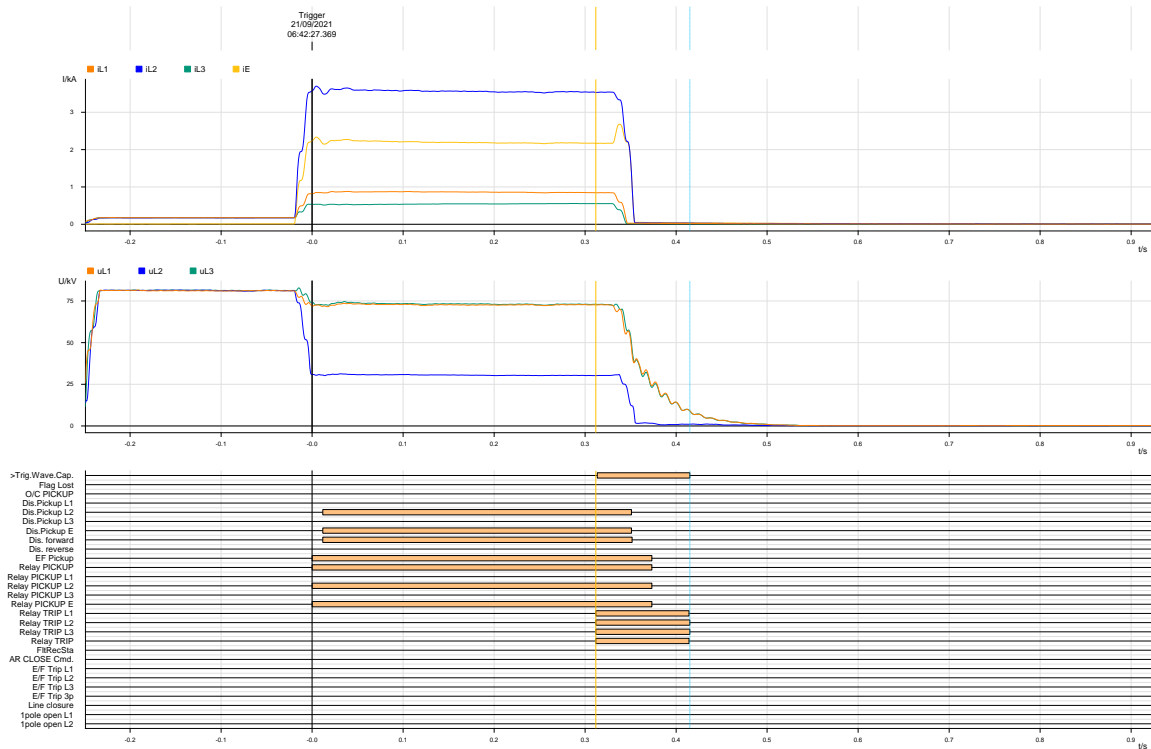 Trigger
21/09/2021
06:42:27.369
iL1 iL2 iL3 iE
I/kA
3
2
1
0
-0.2 -0.1 -0.0 0.1 0.2 0.3 0.4 0.5 0.6 0.7 0.8 0.9
t/s
uL1 uL2 uL3
U/kV
75
50
25
0
-0.2 -0.1 -0.0 0.1 0.2 0.3 0.4 0.5 0.6 0.7 0.8 0.9
t/s
>Trig.Wave.Cap.
Flag Lost
O/C PICKUP
Dis.Pickup L1
Dis.Pickup L2
Dis.Pickup L3
Dis.Pickup E
Dis. forward
Dis. reverse
EF Pickup
Relay PICKUP
Relay PICKUP L1
Relay PICKUP L2
Relay PICKUP L3
Relay PICKUP E
Relay TRIP L1
Relay TRIP L2
Relay TRIP L3
Relay TRIP
FltRecSta
AR CLOSE Cmd.
E/F Trip L1
E/F Trip L2
E/F Trip L3
E/F Trip 3p
Line closure
1pole open L1
1pole open L2
-0.2 -0.1 -0.0 0.1 0.2 0.3 0.4 0.5 0.6 0.7 0.8 0.9
t/s